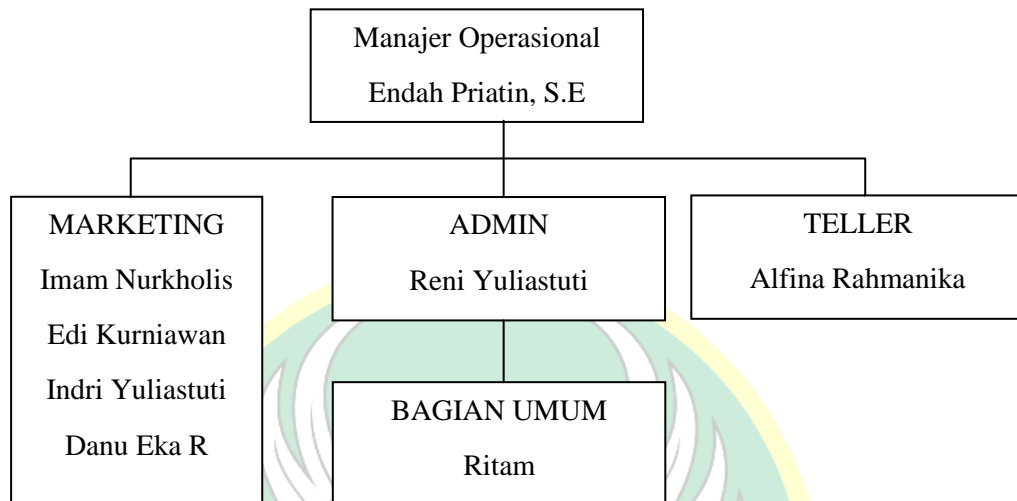 Manajer Operasional
Endah Priatin, S.E
MARKETING
Imam Nurkholis
Edi Kurniawan
Indri Yuliastuti
Danu Eka R
ADMIN
Reni Yuliastuti
TELLER
Alfina Rahmanika
BAGIAN UMUM
Ritam